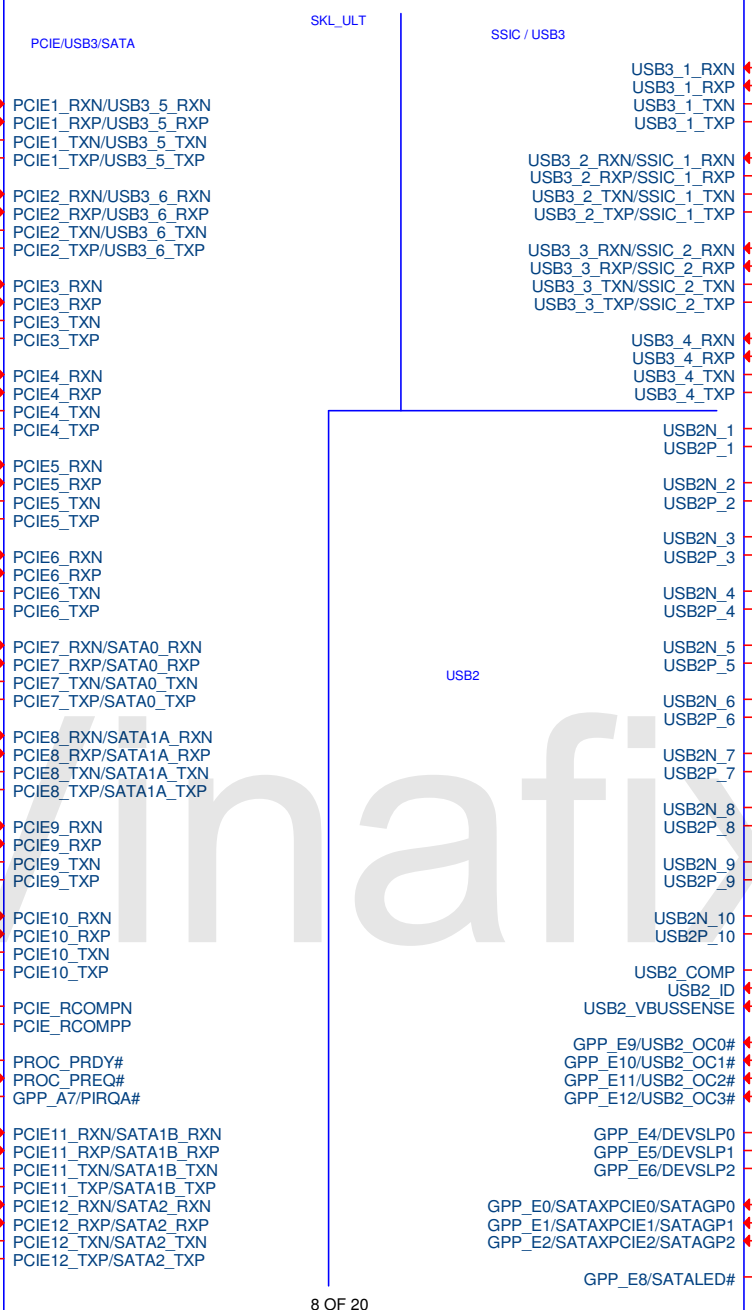 SKL_ULT
PCIE/USB3/SATA
SSIC / USB3
PCIE1_RXN/USB3_5_RXN
PCIE1_RXP/USB3_5_RXP
PCIE1_TXN/USB3_5_TXN
PCIE1_TXP/USB3_5_TXP
PCIE2_RXN/USB3_6_RXN
PCIE2_RXP/USB3_6_RXP
PCIE2_TXN/USB3_6_TXN
PCIE2_TXP/USB3_6_TXP
PCIE3_RXN
PCIE3_RXP
PCIE3_TXN
PCIE3_TXP
PCIE4_RXN
PCIE4_RXP
PCIE4_TXN
PCIE4_TXP
PCIE5_RXN
PCIE5_RXP
PCIE5_TXN
PCIE5_TXP
PCIE6_RXN
PCIE6_RXP
PCIE6_TXN
PCIE6_TXP
PCIE7_RXN/SATA0_RXN
PCIE7_RXP/SATA0_RXP
PCIE7_TXN/SATA0_TXN
PCIE7_TXP/SATA0_TXP
PCIE8_RXN/SATA1A_RXN
PCIE8_RXP/SATA1A_RXP
PCIE8_TXN/SATA1A_TXN
PCIE8_TXP/SATA1A_TXP
PCIE9_RXN
PCIE9_RXP
PCIE9_TXN
PCIE9_TXP
PCIE10_RXN
PCIE10_RXP
PCIE10_TXN
PCIE10_TXP
PCIE_RCOMPN
PCIE_RCOMPP
PROC_PRDY#
PROC_PREQ#
GPP_A7/PIRQA#
PCIE11_RXN/SATA1B_RXN
PCIE11_RXP/SATA1B_RXP
PCIE11_TXN/SATA1B_TXN
PCIE11_TXP/SATA1B_TXP
PCIE12_RXN/SATA2_RXN
PCIE12_RXP/SATA2_RXP
PCIE12_TXN/SATA2_TXN
PCIE12_TXP/SATA2_TXP
USB3_1_RXN
USB3_1_RXP
USB3_1_TXN
USB3_1_TXP
USB3_2_RXN/SSIC_1_RXN
USB3_2_RXP/SSIC_1_RXP
USB3_2_TXN/SSIC_1_TXN
USB3_2_TXP/SSIC_1_TXP
USB3_3_RXN/SSIC_2_RXN
USB3_3_RXP/SSIC_2_RXP
USB3_3_TXN/SSIC_2_TXN
USB3_3_TXP/SSIC_2_TXP
USB3_4_RXN
USB3_4_RXP
USB3_4_TXN
USB3_4_TXP
USB2
USB2N_1
USB2P_1
USB2N_2
USB2P_2
USB2N_3
USB2P_3
USB2N_4
USB2P_4
USB2N_5
USB2P_5
USB2N_6
USB2P_6
USB2N_7
USB2P_7
USB2N_8
USB2P_8
USB2N_9
USB2P_9
USB2N_10
USB2P_10
USB2_COMP
USB2_ID
USB2_VBUSSENSE
GPP_E9/USB2_OC0#
GPP_E10/USB2_OC1#
GPP_E11/USB2_OC2#
GPP_E12/USB2_OC3#
GPP_E4/DEVSLP0
GPP_E5/DEVSLP1
GPP_E6/DEVSLP2
GPP_E0/SATAXPCIE0/SATAGP0
GPP_E1/SATAXPCIE1/SATAGP1
GPP_E2/SATAXPCIE2/SATAGP2
GPP_E8/SATALED#
8 OF 20
Vinafix